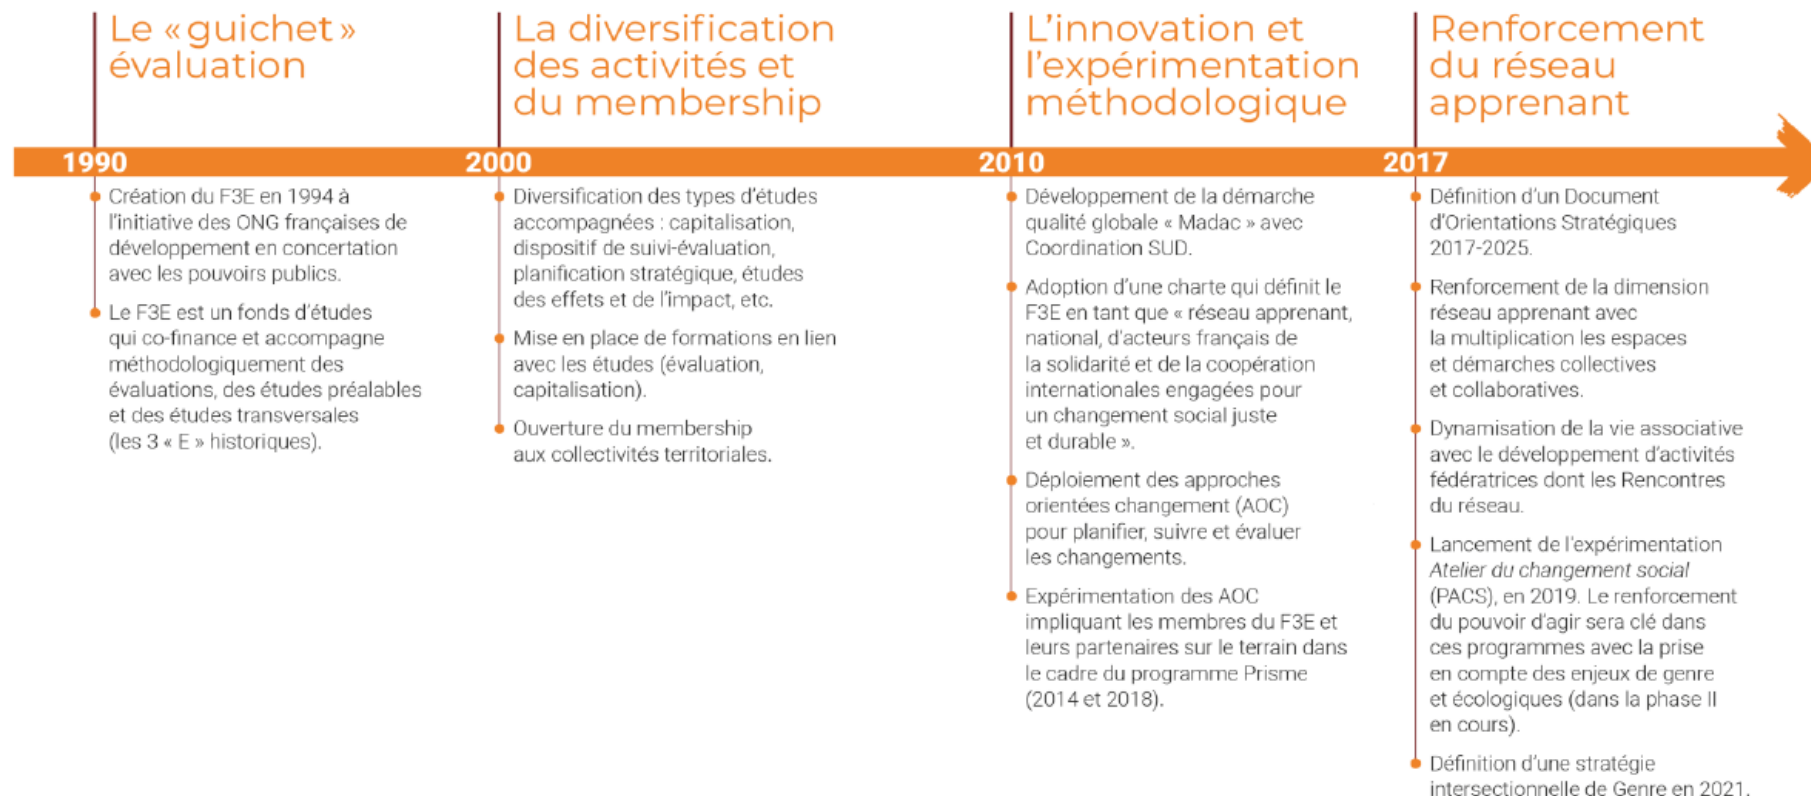 Le « guichet »
évaluation
La diversification
des activités et
du membership
L'innovation et
l'expérimentation
méthodologique
Renforcement
du réseau
apprenant
1990
2000
2010
2017
Création du F3E en 1994 à
l'initiative des ONG françaises de
développement en concertation
avec les pouvoirs publics.
Le F3E est un fonds d'études
qui co-finance et accompagne
méthodologiquement des
évaluations, des études préalables
et des études transversales
(les 3 « E » historiques).
Diversification des types d'études
accompagnées : capitalisation,
dispositif de suivi-évaluation,
planification stratégique, études
des effets et de l'impact, etc.
Mise en place de formations en lien
avec les études (évaluation,
capitalisation).
Ouverture du membership
aux collectivités territoriales.
Développement de la démarche
qualité globale « Madac » avec
Coordination SUD.
Adoption d'une charte qui définit le
F3E en tant que « réseau apprenant,
national, d'acteurs français de
la solidarité et de la coopération
internationales engagées pour
un changement social juste
et durable ».
Déploiement des approches
orientées changement (AOC)
pour planifier, suivre et évaluer
les changements.
Expérimentation des AOC
impliquant les membres du F3E et
leurs partenaires sur le terrain dans
le cadre du programme Prisme
(2014 et 2018).
Définition d'un Document
d'Orientations Stratégiques
2017-2025.
Renforcement de la dimension
réseau apprenant avec
la multiplication les espaces
et démarches collectives
et collaboratives.
Dynamisation de la vie associative
avec le développement d'activités
fédératrices dont les Rencontres
du réseau.
Lancement de l'expérimentation
Atelier du changement social
(PACS), en 2019. Le renforcement
du pouvoir d'agir sera clé dans
ces programmes avec la prise
en compte des enjeux de genre
et écologiques (dans la phase II
en cours).
Définition d'une stratégie
intersectionnelle de Genre en 2021.